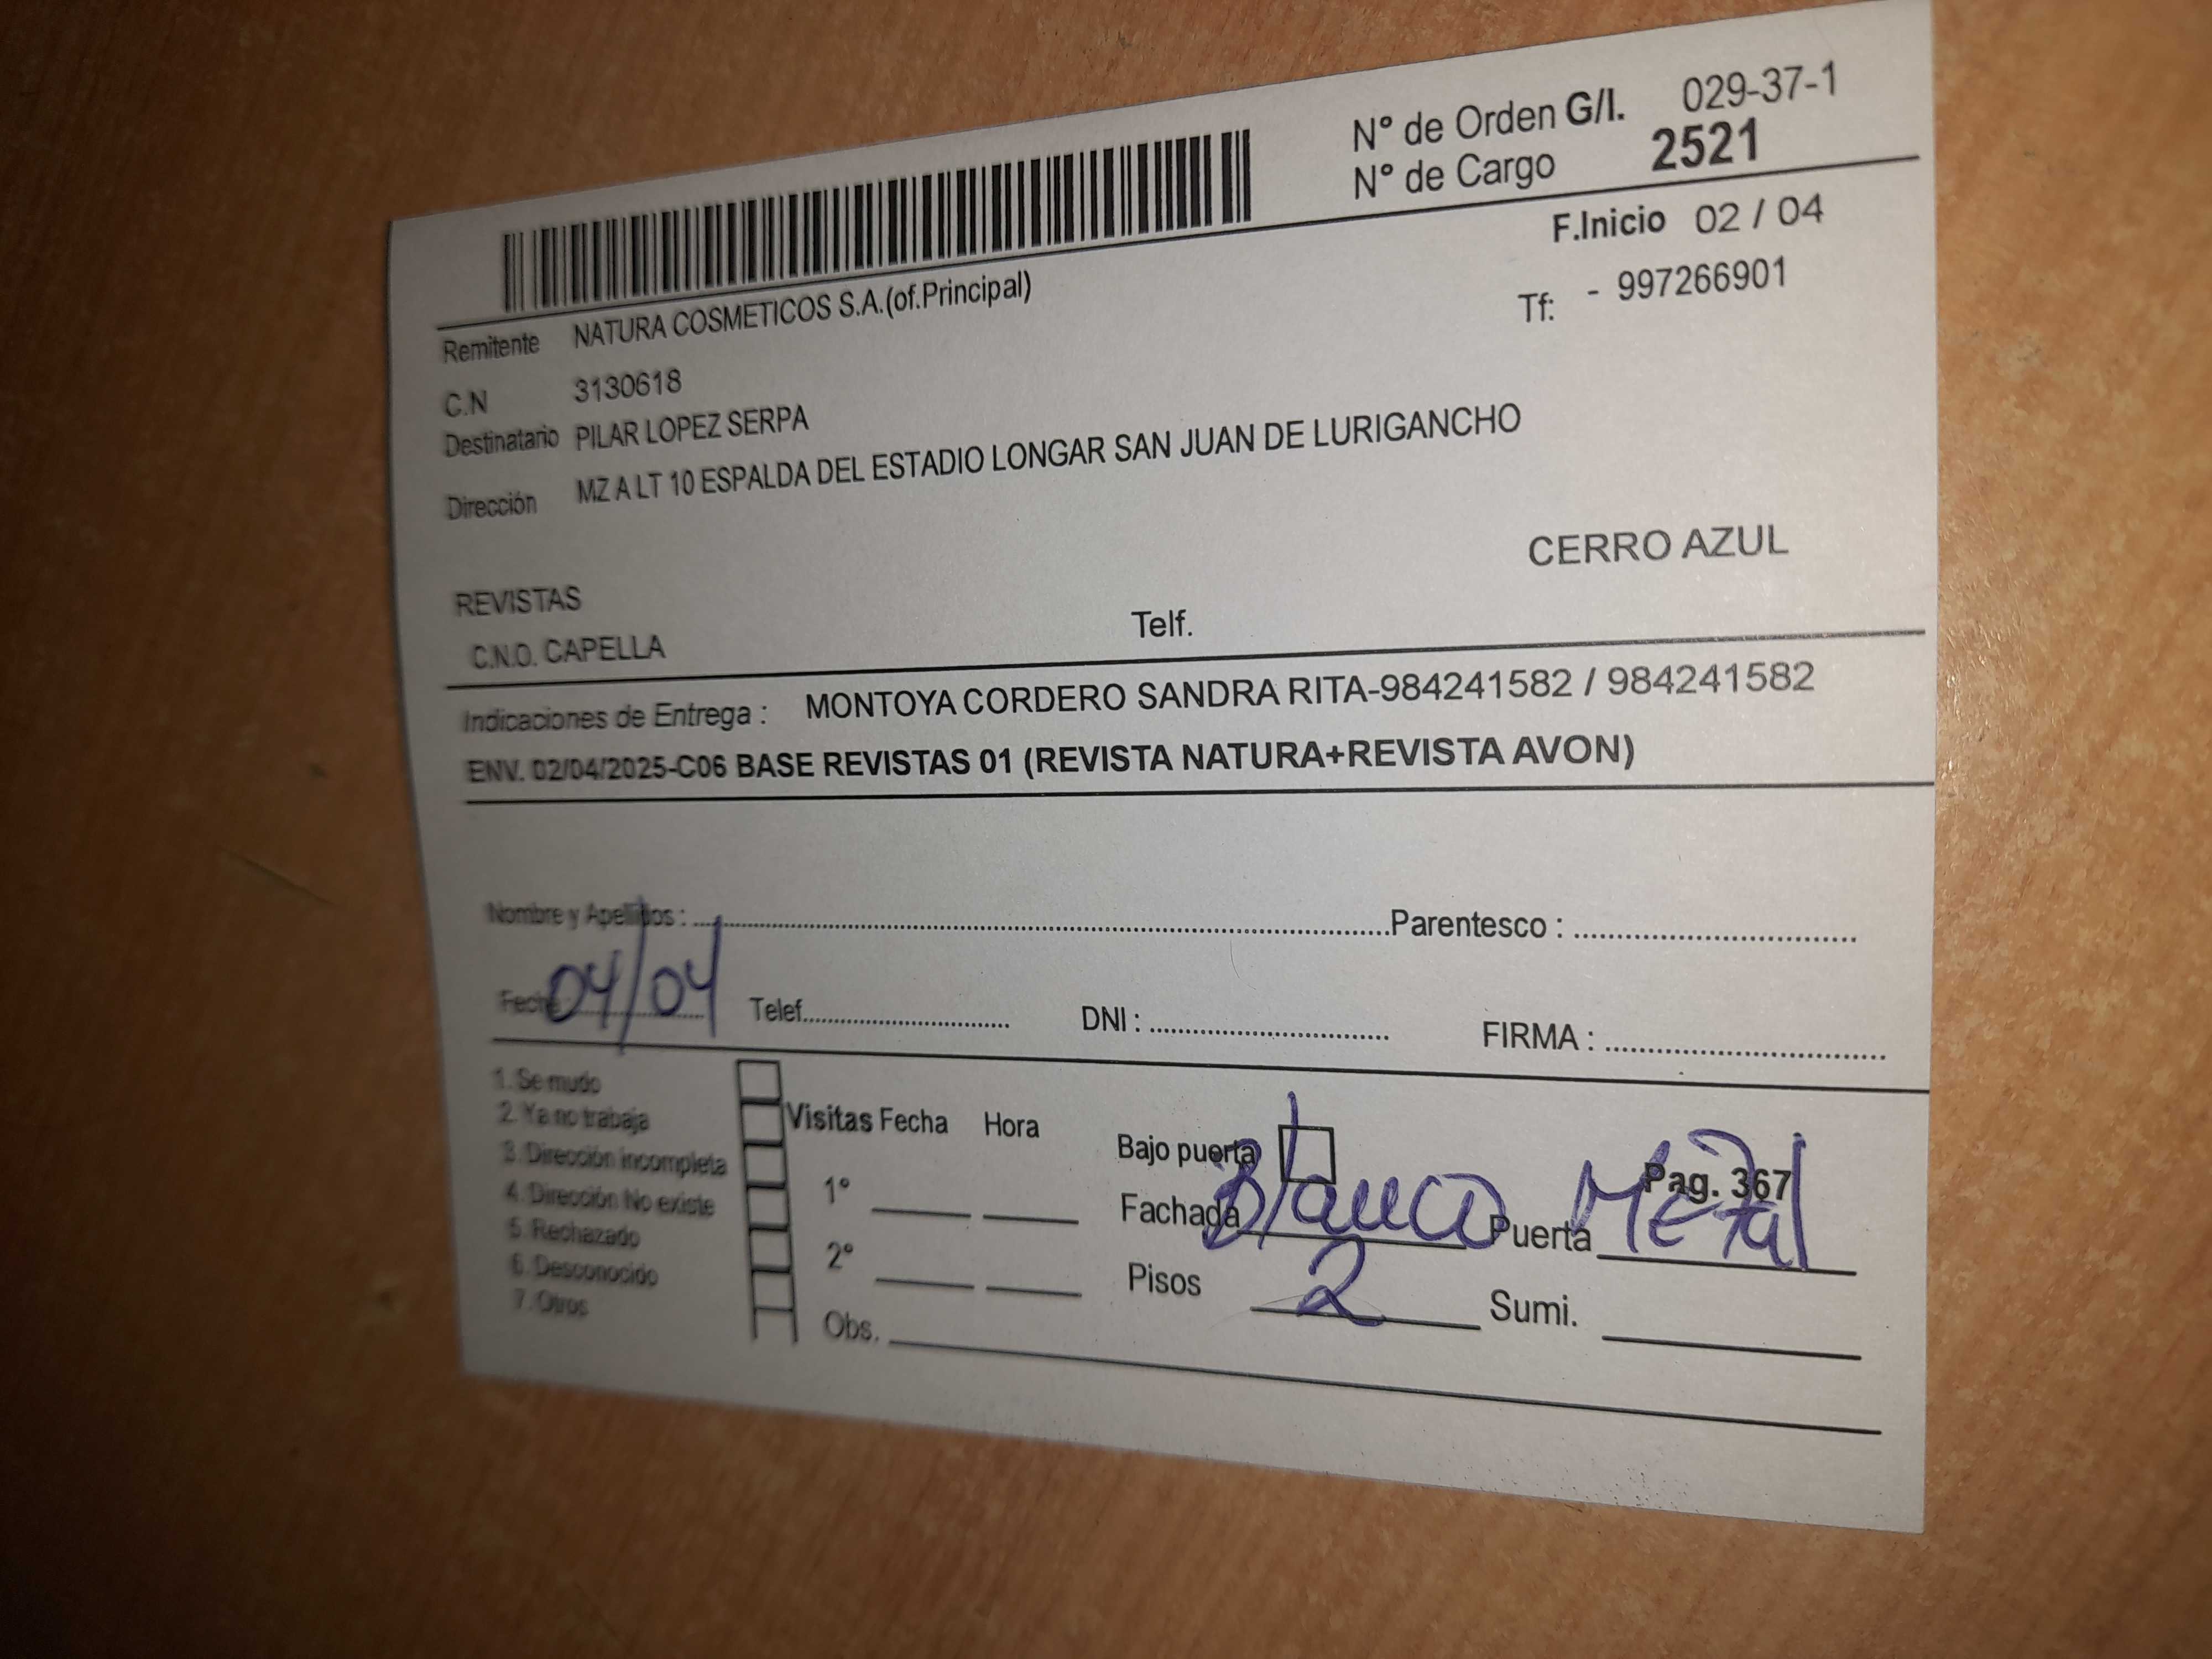 N° de Orden G/I. 029-37-1
N° de Cargo 2521
F.Inicio 02 / 04
Remitente NATURA COSMETICOS S.A.(of.Principal)
Tf: - 997266901
C.N 3130618
Destinatario PILAR LOPEZ SERPA
Dirección MZ A LT 10 ESPALDA DEL ESTADIO LONGAR SAN JUAN DE LURIGANCHO
CERRO AZUL
REVISTAS
C.N.O. CAPELLA Telf.
Indicaciones de Entrega : MONTOYA CORDERO SANDRA RITA-984241582 / 984241582
ENV. 02/04/2025-C06 BASE REVISTAS 01 (REVISTA NATURA+REVISTA AVON)
Nombre y Apellidos : Parentesco :
Fecha 04/04 Telef. DNI : FIRMA :
1. Se mudo
2. Ya no trabaja
3. Dirección incompleta
4. Dirección No existe
5. Rechazado
6. Desconocido
7. Otros
Visitas Fecha Hora
1°
2°
Obs.
Bajo puerta Pag. 367
Fachada Blanco Puerta Metal
Pisos 2 Sumi.